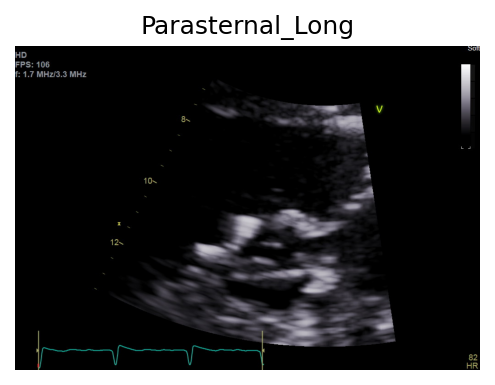 Parasternal_Long
HD
FPS: 106
f: 1.7 MHz/3.3 MHz
V
8
10
12
82
HR